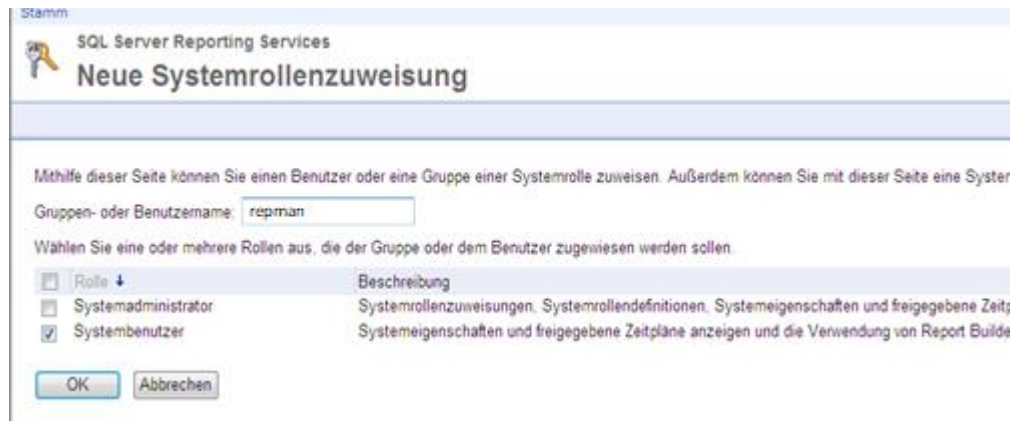 Stamm
SQL Server Reporting Services
Neue Systemrollenzuweisung
Mithilfe dieser Seite können Sie einen Benutzer oder eine Gruppe einer Systemrolle zuweisen. Außerdem können Sie mit dieser Seite eine System
Gruppen- oder Benutzername: repman
Wählen Sie eine oder mehrere Rollen aus, die der Gruppe oder dem Benutzer zugewiesen werden sollen.
Rolle ↓ Beschreibung
Systemadministrator Systemrollenzuweisungen, Systemrollendefinitionen, Systemeigenschaften und freigegebene Zeitp
Systembenutzer Systemeigenschaften und freigegebene Zeitpläne anzeigen und die Verwendung von Report Builde
OK Abbrechen